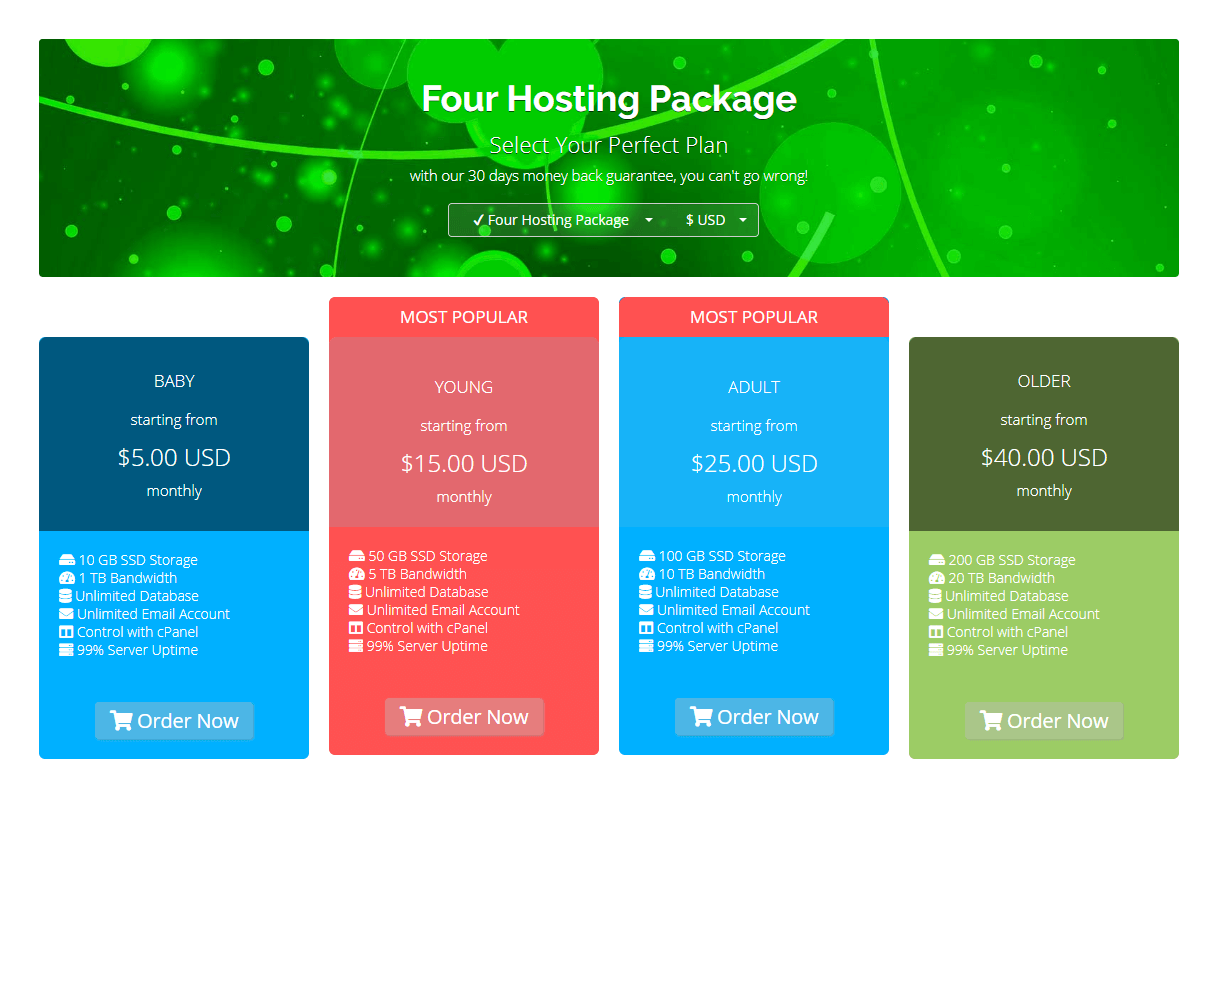 Four Hosting Package
Select Your Perfect Plan
with our 30 days money back guarantee, you can't go wrong!
✓ Four Hosting Package
$ USD
BABY
starting from
$5.00 USD
monthly
10 GB SSD Storage
1 TB Bandwidth
Unlimited Database
Unlimited Email Account
Control with cPanel
99% Server Uptime
Order Now
MOST POPULAR
YOUNG
starting from
$15.00 USD
monthly
50 GB SSD Storage
5 TB Bandwidth
Unlimited Database
Unlimited Email Account
Control with cPanel
99% Server Uptime
Order Now
MOST POPULAR
ADULT
starting from
$25.00 USD
monthly
100 GB SSD Storage
10 TB Bandwidth
Unlimited Database
Unlimited Email Account
Control with cPanel
99% Server Uptime
Order Now
OLDER
starting from
$40.00 USD
monthly
200 GB SSD Storage
20 TB Bandwidth
Unlimited Database
Unlimited Email Account
Control with cPanel
99% Server Uptime
Order Now